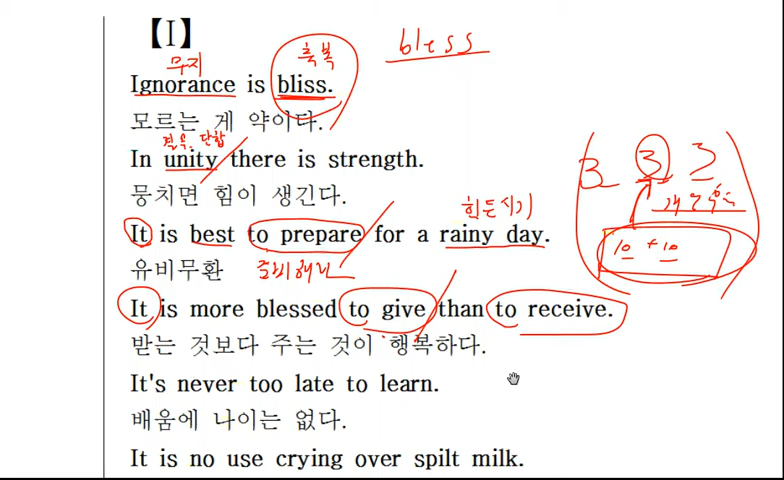 【I】
bless
무지
축복
Ignorance is bliss.
모르는 게 약이다.
결속, 단합
In unity there is strength.
뭉치면 힘이 생긴다.
3 3 3
힌든시기
It is best to prepare for a rainy day.
10 + 10
유비무환
준비해라
It is more blessed to give than to receive.
받는 것보다 주는 것이 행복하다.
It's never too late to learn.
배움에 나이는 없다.
It is no use crying over spilt milk.